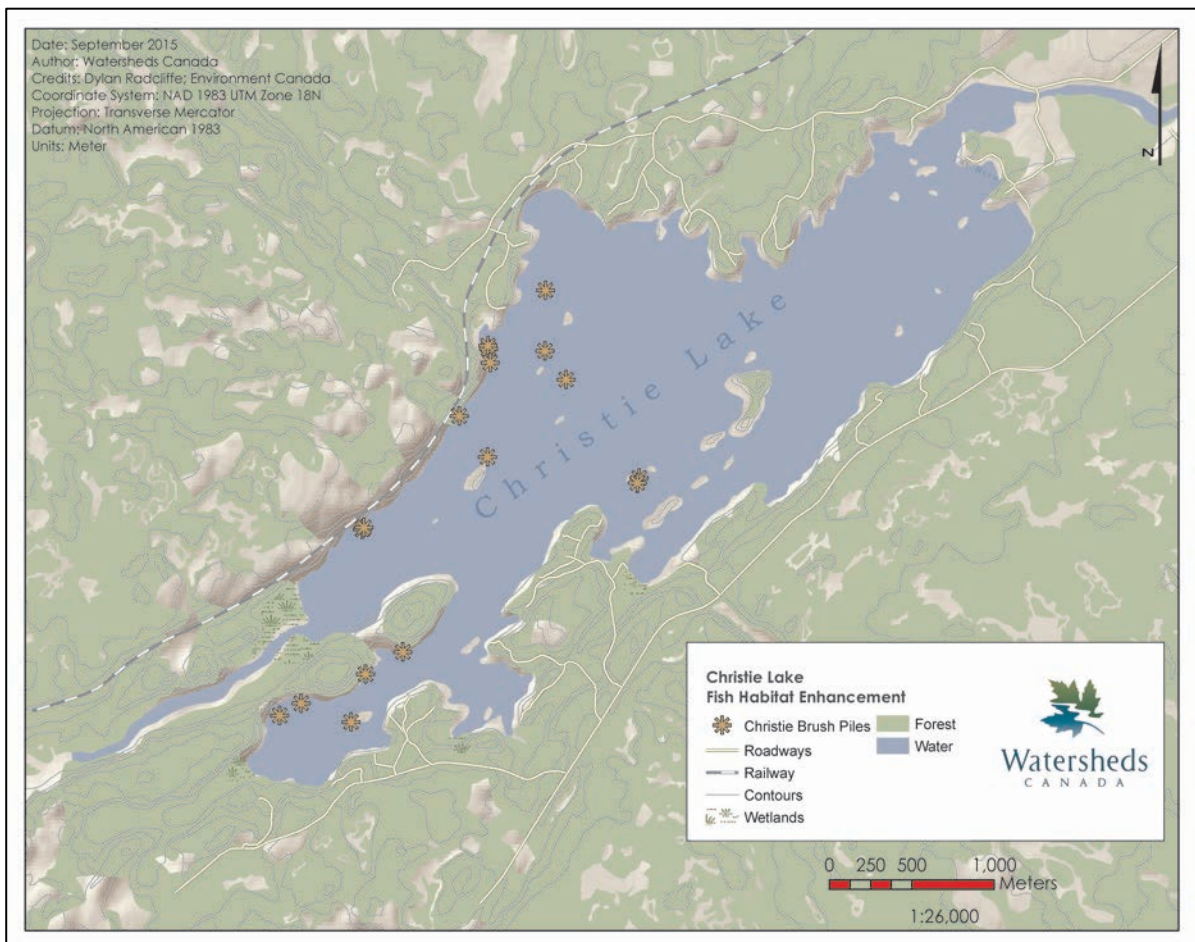 Date: September 2015
Author: Watersheds Canada
Credits: Dylan Radcliffe; Environment Canada
Coordinate System: NAD 1983 UTM Zone 18N
Projection: Transverse Mercator
Datum: North American 1983
Units: Meter
N
Christie Lake
Christie Lake
Fish Habitat Enhancement
Christie Brush Piles
Roadways
Railway
Contours
Wetlands
Forest
Water
Watersheds
CANADA
0 250 500 1,000
Meters
1:26,000